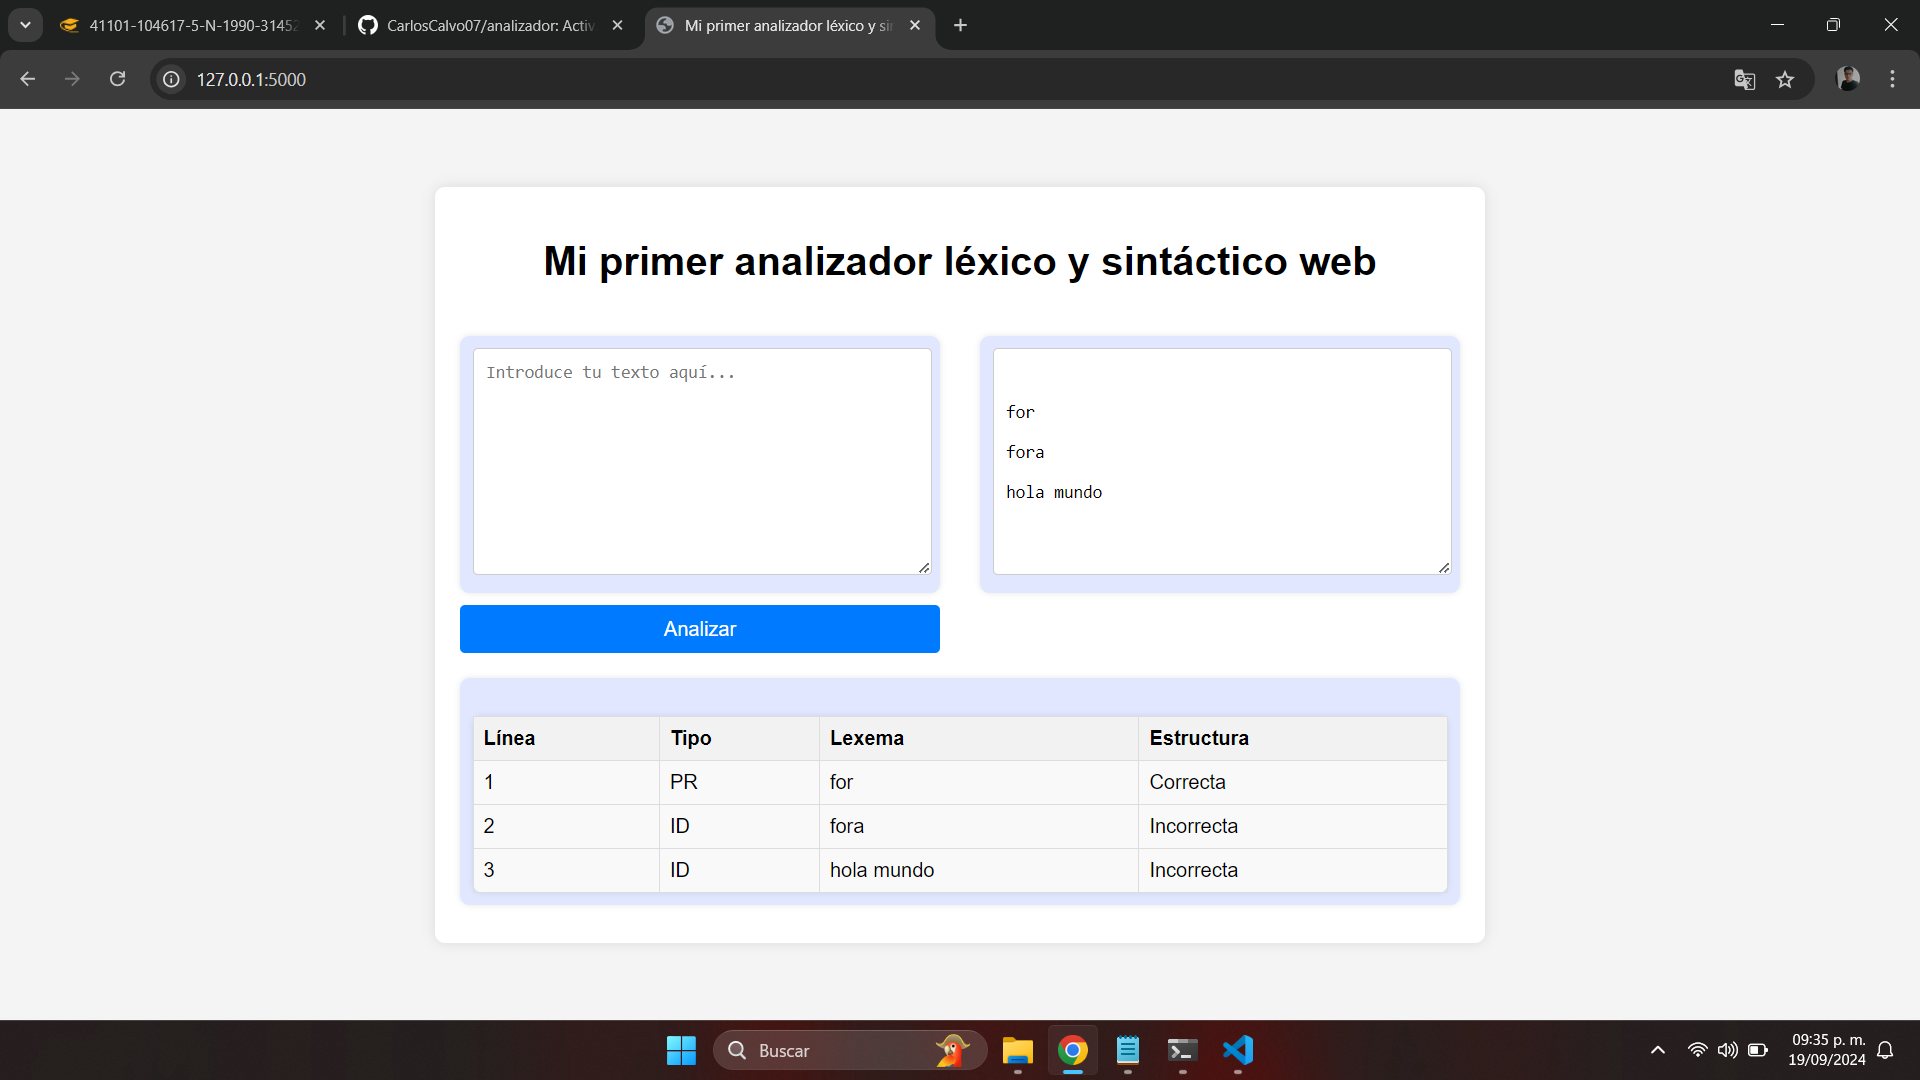 41101-104617-5-N-1990-3145
CarlosCalvo07/analizador: Activ
Mi primer analizador léxico y si
127.0.0.1:5000
Mi primer analizador léxico y sintáctico web
Introduce tu texto aquí...
for
fora
hola mundo
Analizar
Línea Tipo Lexema Estructura
1 PR for Correcta
2 ID fora Incorrecta
3 ID hola mundo Incorrecta
Buscar
09:35 p. m.
19/09/2024